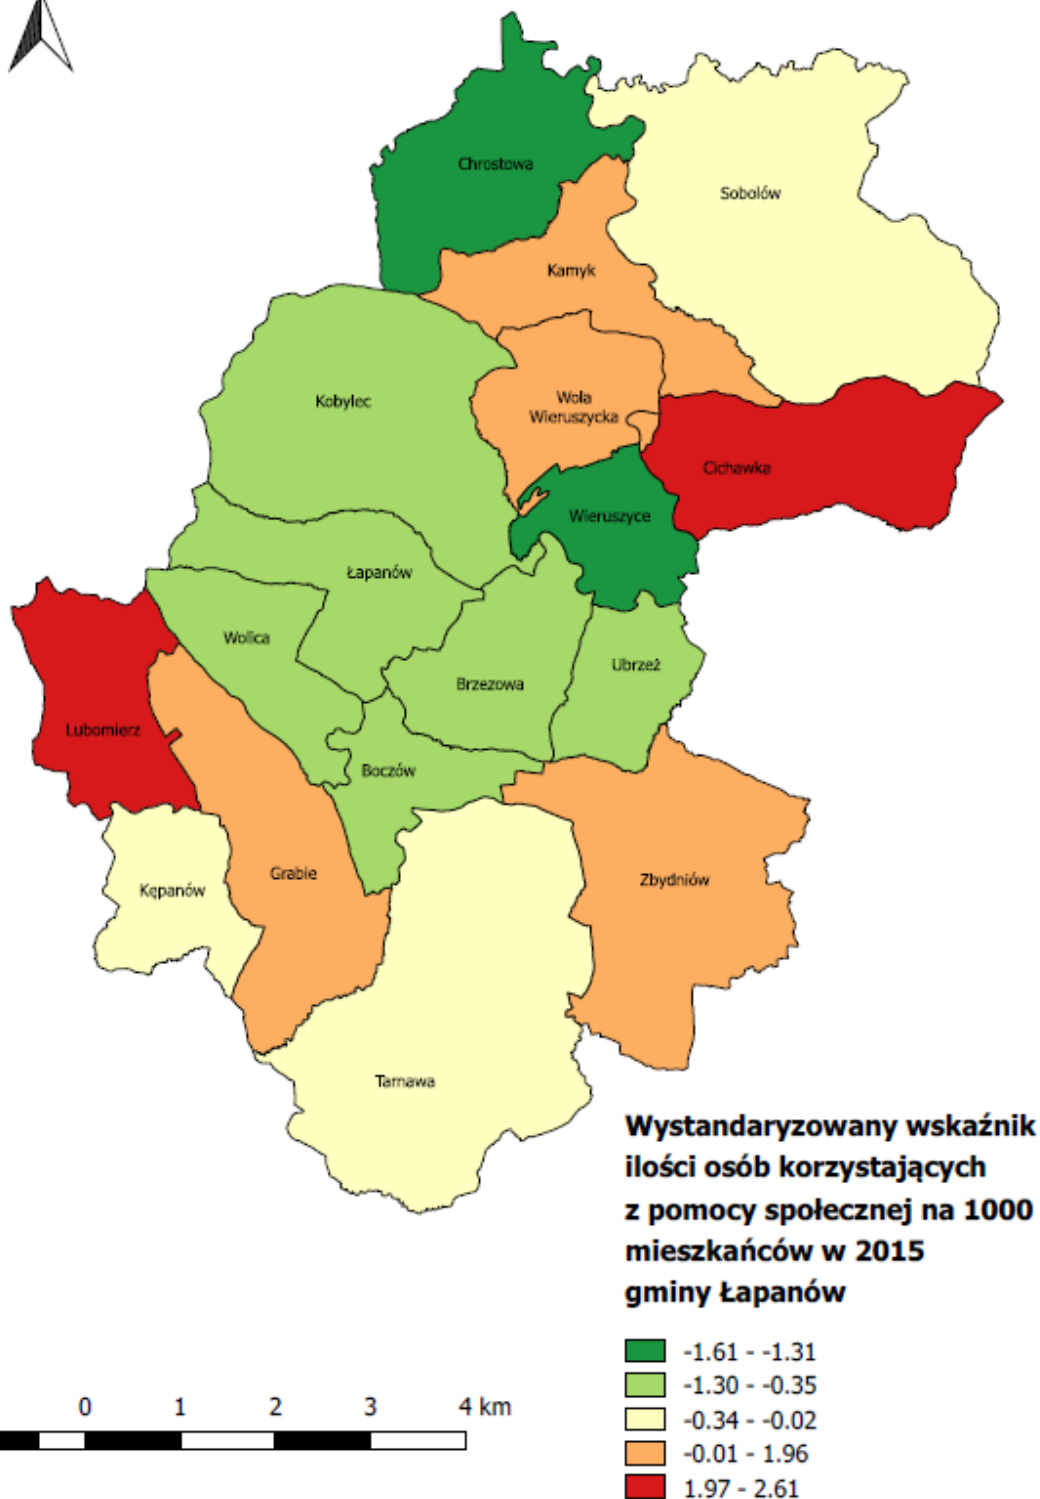 Chrostowa
Sobolów
Kamyk
Kobylec
Wola
Wieruszycka
Cichawka
Wieruszyce
Łapanów
Wolica
Ubrzeż
Brzezowa
Lubomierz
Boczów
Grabie
Zbydniów
Kępanów
Tarnawa
Wystandaryzowany wskaźnik
ilości osób korzystających
z pomocy społecznej na 1000
mieszkańców w 2015
gminy Łapanów
-1.61 - -1.31
-1.30 - -0.35
-0.34 - -0.02
-0.01 - 1.96
1.97 - 2.61
0 1 2 3 4 km